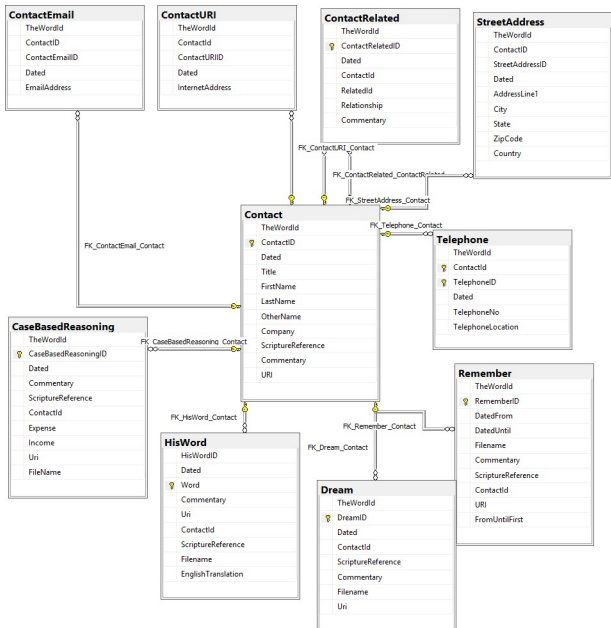 ContactEmail
TheWordId
ContactID
ContactEmailID
Dated
EmailAddress
ContactURI
TheWordId
ContactId
ContactURIID
Dated
InternetAddress
ContactRelated
TheWordId
ContactRelatedID
Dated
ContactId
RelatedId
Relationship
Commentary
StreetAddress
TheWordId
ContactID
StreetAddressID
Dated
AddressLine1
City
State
ZipCode
Country
FK_ContactURI_Contact
FK_ContactRelated_ContactRelated
FK_StreetAddress_Contact
FK_Telephone_Contact
FK_ContactEmail_Contact
Contact
TheWordId
ContactID
Dated
Title
FirstName
LastName
OtherName
Company
ScriptureReference
Commentary
URI
Telephone
TheWordId
ContactId
TelephoneID
Dated
TelephoneNo
TelephoneLocation
CaseBasedReasoning
TheWordId
CaseBasedReasoningID
Dated
Commentary
ScriptureReference
ContactId
Expense
Income
Uri
FileName
FK_CaseBasedReasoning_Contact
FK_HisWord_Contact
FK_Remember_Contact
FK_Dream_Contact
HisWord
HisWordID
Dated
Word
Commentary
Uri
ContactId
ScriptureReference
Filename
EnglishTranslation
Remember
TheWordId
RememberID
DatedFrom
DatedUntil
Filename
Commentary
ScriptureReference
ContactId
URI
FromUntilFirst
Dream
TheWordId
DreamID
Dated
ContactId
ScriptureReference
Commentary
Filename
Uri